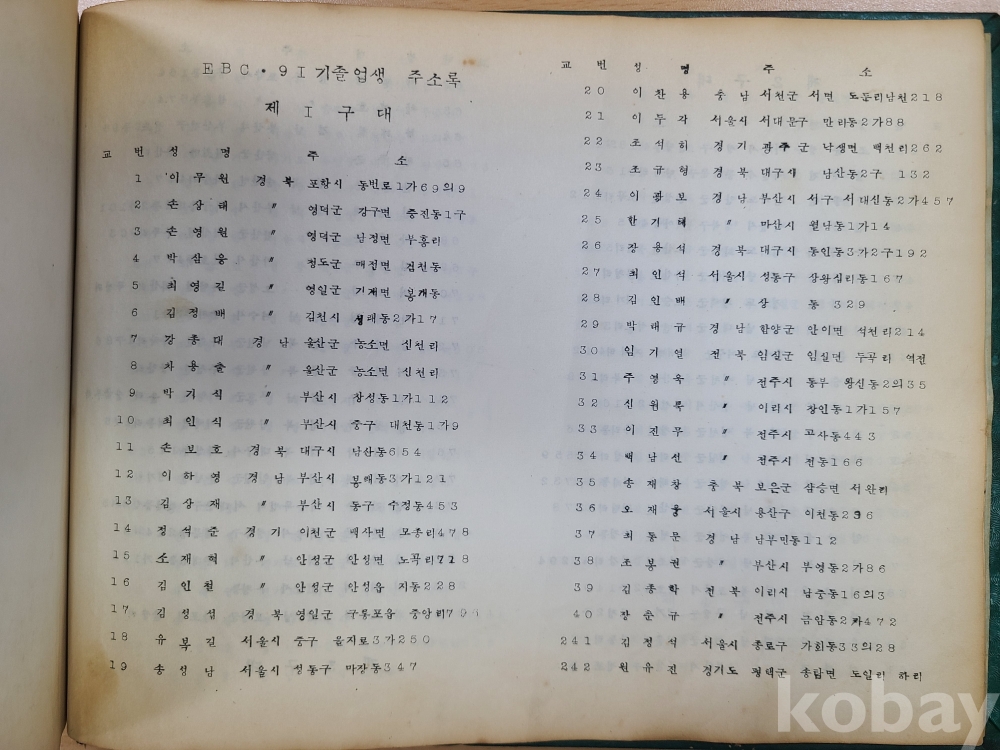 EBC·9I기졸업생 주소록
제 I 구대
교 번 성 명 주 소
1 이무원 경북 포항시 동빈로1가69의9
2 손상태 〃 영덕군 강구면 중진동1구
3 손영원 〃 영덕군 남정면 부흥리
4 박삼웅 〃 청도군 매전면 김천동
5 최영길 〃 영일군 기계면 봉계동
6 김정배 〃 김천시 동2가17
7 강종대 경남 울산군 농소면 신천리
8 차용 〃 울산군 농소면 신천리
9 박기식 〃 부산시 창성동1가112
10 최인식 〃 부산시 중구 대천동1가9
11 손보호 경북 대구시 남산동654
12 이하영 경남 부산시 봉래동3가121
13 김상재 〃 부산시 동구 수정동453
14 정석준 경기 이천군 백사면 모종리478
15 소재혁 〃 안성군 안성면 노곡리718
16 김인철 〃 안성군 안성읍 지동228
17 김성섭 경북 영일군 구룡포읍 중앙리
18 유복길 서울시 중구 을지로3가250
19 송성남 서울시 성동구 마장동347
교 번 성 명 주 소
20 이찬용 충남 서천군 서면 도둔리남천218
21 이두각 서울시 서대문구 만리동2가88
22 조석하 경기 광주군 낙생면 백천리262
23 조규형 경북 대구시 남산동2구 132
24 이광보 경남 부산시 서구 서대신동2가457
25 한기혜 〃 마산시 월남동1가14
26 장용석 경북 대구시 동인동3가2구192
27 최인석 서울시 성동구 상왕십리동167
28 김인배 〃 상 동 329
29 박대규 경남 함양군 안이면 석천리214
30 임기열 전북 임실군 임실면 두곡리 역전
31 주영욱 〃 전주시 동부 왕신동2의35
32 신원록 〃 이리시 창인동1가157
33 이진무 〃 전주시 고사동443
34 백남선 〃 전주시 전동166
35 송재창 충북 보은군 삼승면 서원리
36 오재웅 서울시 용산구 이천동236
37 최통문 경남 남부민동112
38 조봉권 〃 부산시 부영동2가86
39 김종학 전북 이리시 남중동16의3
40 장순규 〃 전주시 금암동2가472
241 김정석 서울시 종로구 가회동33의28
242 원유진 경기도 평택군 송탄면 도일리 하리
kobay